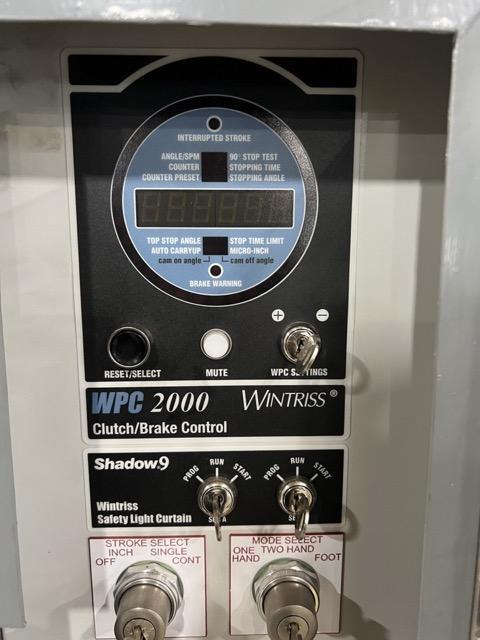 INTERRUPTED STROKE
ANGLE/SPM 90° STOP TEST
COUNTER STOPPING TIME
COUNTER PRESET STOPPING ANGLE
TOP STOP ANGLE STOP TIME LIMIT
AUTO CARRYUP MICRO-INCH
cam on angle cam off angle
BRAKE WARNING
+ −
RESET/SELECT MUTE WPC SETTINGS
WPC 2000 WINTRISS®
Clutch/Brake Control
Shadow.9
PROG RUN START
PROG RUN START
Wintriss
Safety Light Curtain
STROKE SELECT
INCH SINGLE
OFF CONT
MODE SELECT
ONE TWO HAND
HAND FOOT